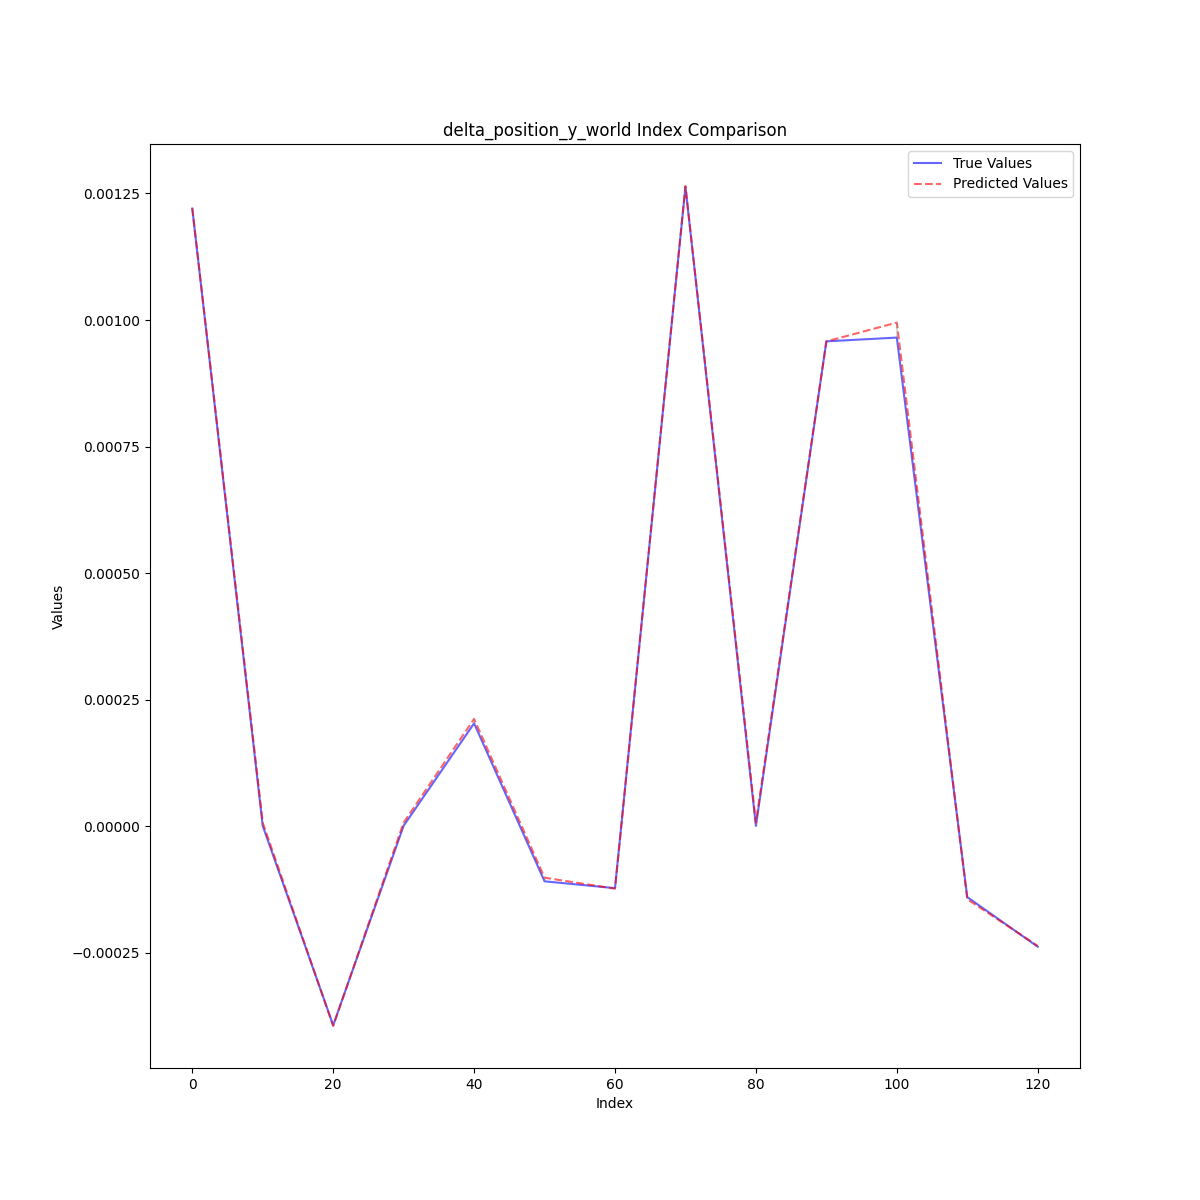 delta_position_y_world Index Comparison
True Values
Predicted Values
0.00125
0.00100
0.00075
0.00050
0.00025
0.00000
−0.00025
Values
0 20 40 60 80 100 120
Index